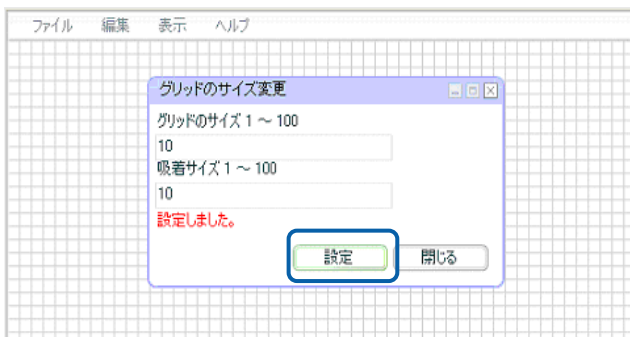 ファイル 編集 表示 ヘルプ
グリッドのサイズ変更
グリッドのサイズ 1 ～ 100
10
吸着サイズ 1 ～ 100
10
設定しました。
設定 閉じる